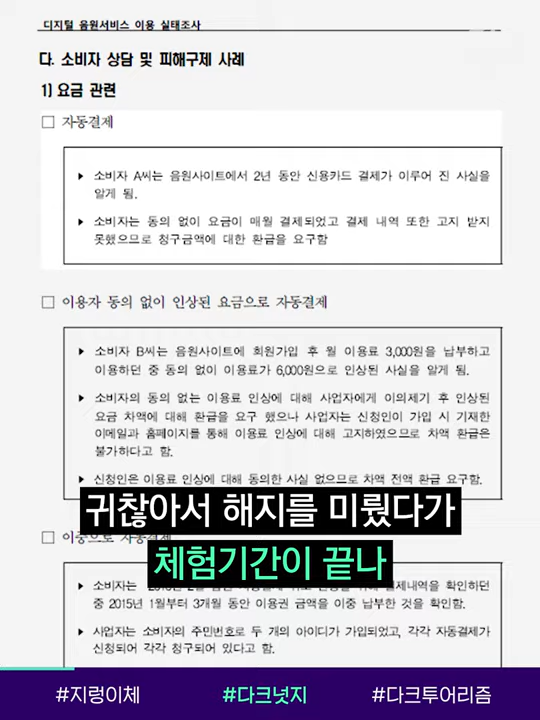 디지털 음원서비스 이용 실태조사
다. 소비자 상담 및 피해구제 사례
1) 요금 관련
□ 자동결제
▶ 소비자 A씨는 음원사이트에서 2년 동안 신용카드 결제가 이루어 진 사실을
알게 됨.
▶ 소비자는 동의 없이 요금이 매월 결제되었고 결제 내역 또한 고지 받지
못했으므로 청구금액에 대한 환급을 요구함
□ 이용자 동의 없이 인상된 요금으로 자동결제
▶ 소비자 B씨는 음원사이트에 회원가입 후 월 이용료 3,000원을 납부하고
이용하던 중 동의 없이 이용료가 6,000원으로 인상된 사실을 알게 됨.
▶ 소비자의 동의 없는 이용료 인상에 대해 사업자에게 이의제기 후 인상된
요금 차액에 대해 환급을 요구 했으나 사업자는 신청인이 가입 시 기재한
이메일과 홈페이지를 통해 이용료 인상에 대해 고지하였으므로 차액 환급은
불가하다고 함.
▶ 신청인은 이용료 인상에 대해 동의한 사실 없으므로 차액 전액 환급 요구함.
귀찮아서 해지를 미뤘다가
□ 이중으로 자동결제
체험기간이 끝나
▶ 소비자는 결제내역을 확인하던
중 2015년 1월부터 3개월 동안 이용권 금액을 이중 납부한 것을 확인함.
▶ 사업자는 소비자의 주민번호로 두 개의 아이디가 가입되었고, 각각 자동결제가
신청되어 각각 청구되어 있다고 함.
#지렁이체 #다크넛지 #다크투어리즘